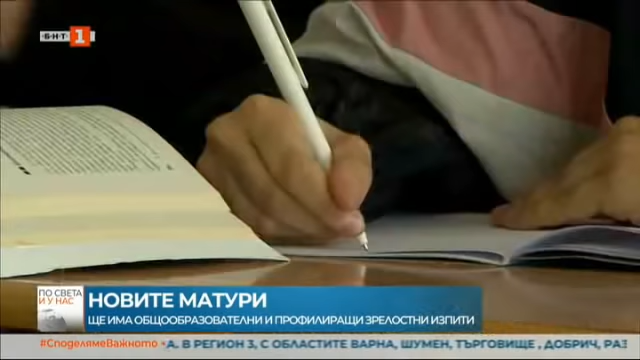 БНТ 1
ПО СВЕТА
И У НАС
НОВИТЕ МАТУРИ
ЩЕ ИМА ОБЩООБРАЗОВАТЕЛНИ И ПРОФИЛИРАЩИ ЗРЕЛОСТНИ ИЗПИТИ
#СподелямеВажното
А. В РЕГИОН 3, С ОБЛАСТИТЕ ВАРНА, ШУМЕН, ТЪРГОВИЩЕ , ДОБРИЧ, РАЗ